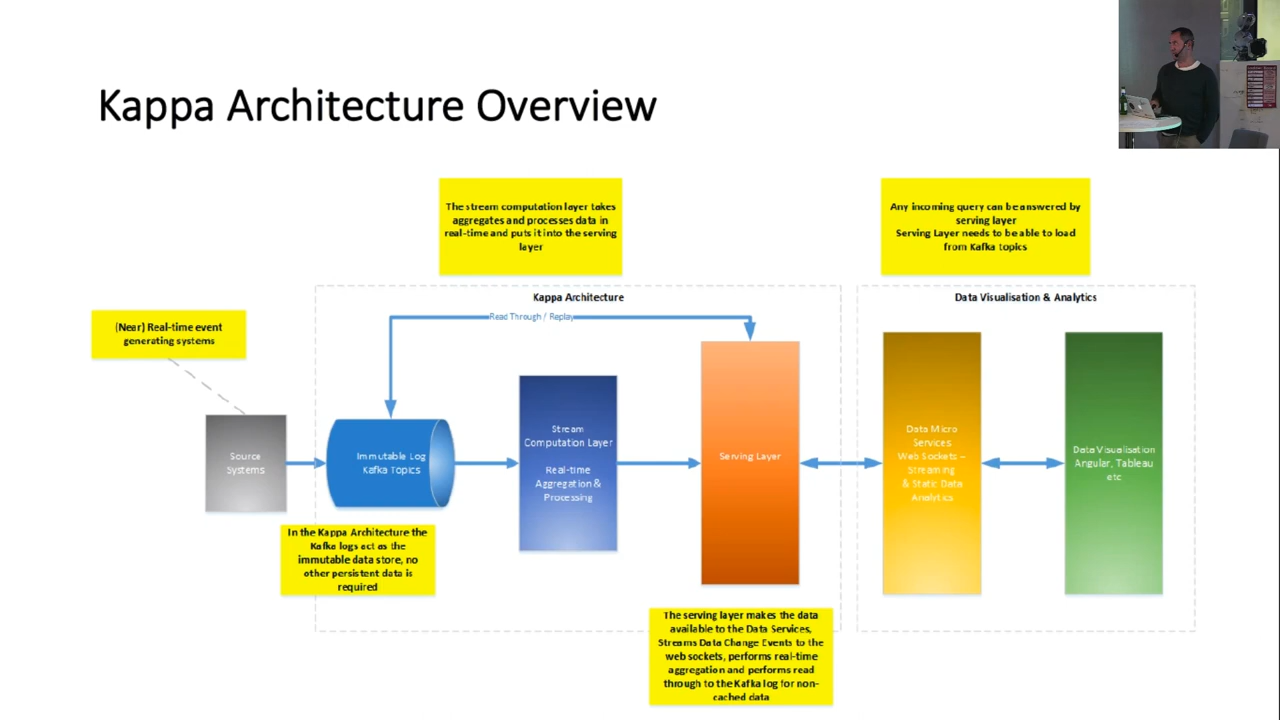 Kappa Architecture Overview
The stream computation layer takes
aggregates and processes data in
real-time and puts it into the serving
layer
Any incoming query can be answered by
serving layer
Serving Layer needs to be able to load
from Kafka topics
Kappa Architecture
Data Visualisation & Analytics
Read Through / Replay
(Near) Real-time event
generating systems
Source
Systems
Immutable Log
Kafka Topics
Stream
Computation Layer
Real-time
Aggregation &
Processing
Serving Layer
Data Micro
Services
Web Sockets –
Streaming
& Static Data
Analytics
Data Visualisation
Angular, Tableau
etc
In the Kappa Architecture the
Kafka logs act as the
immutable data store, no
other persistent data is
required
The serving layer makes the data
available to the Data Services,
Streams Data Change Events to the
web sockets, performs real-time
aggregation and performs read
through to the Kafka log for non-
cached data